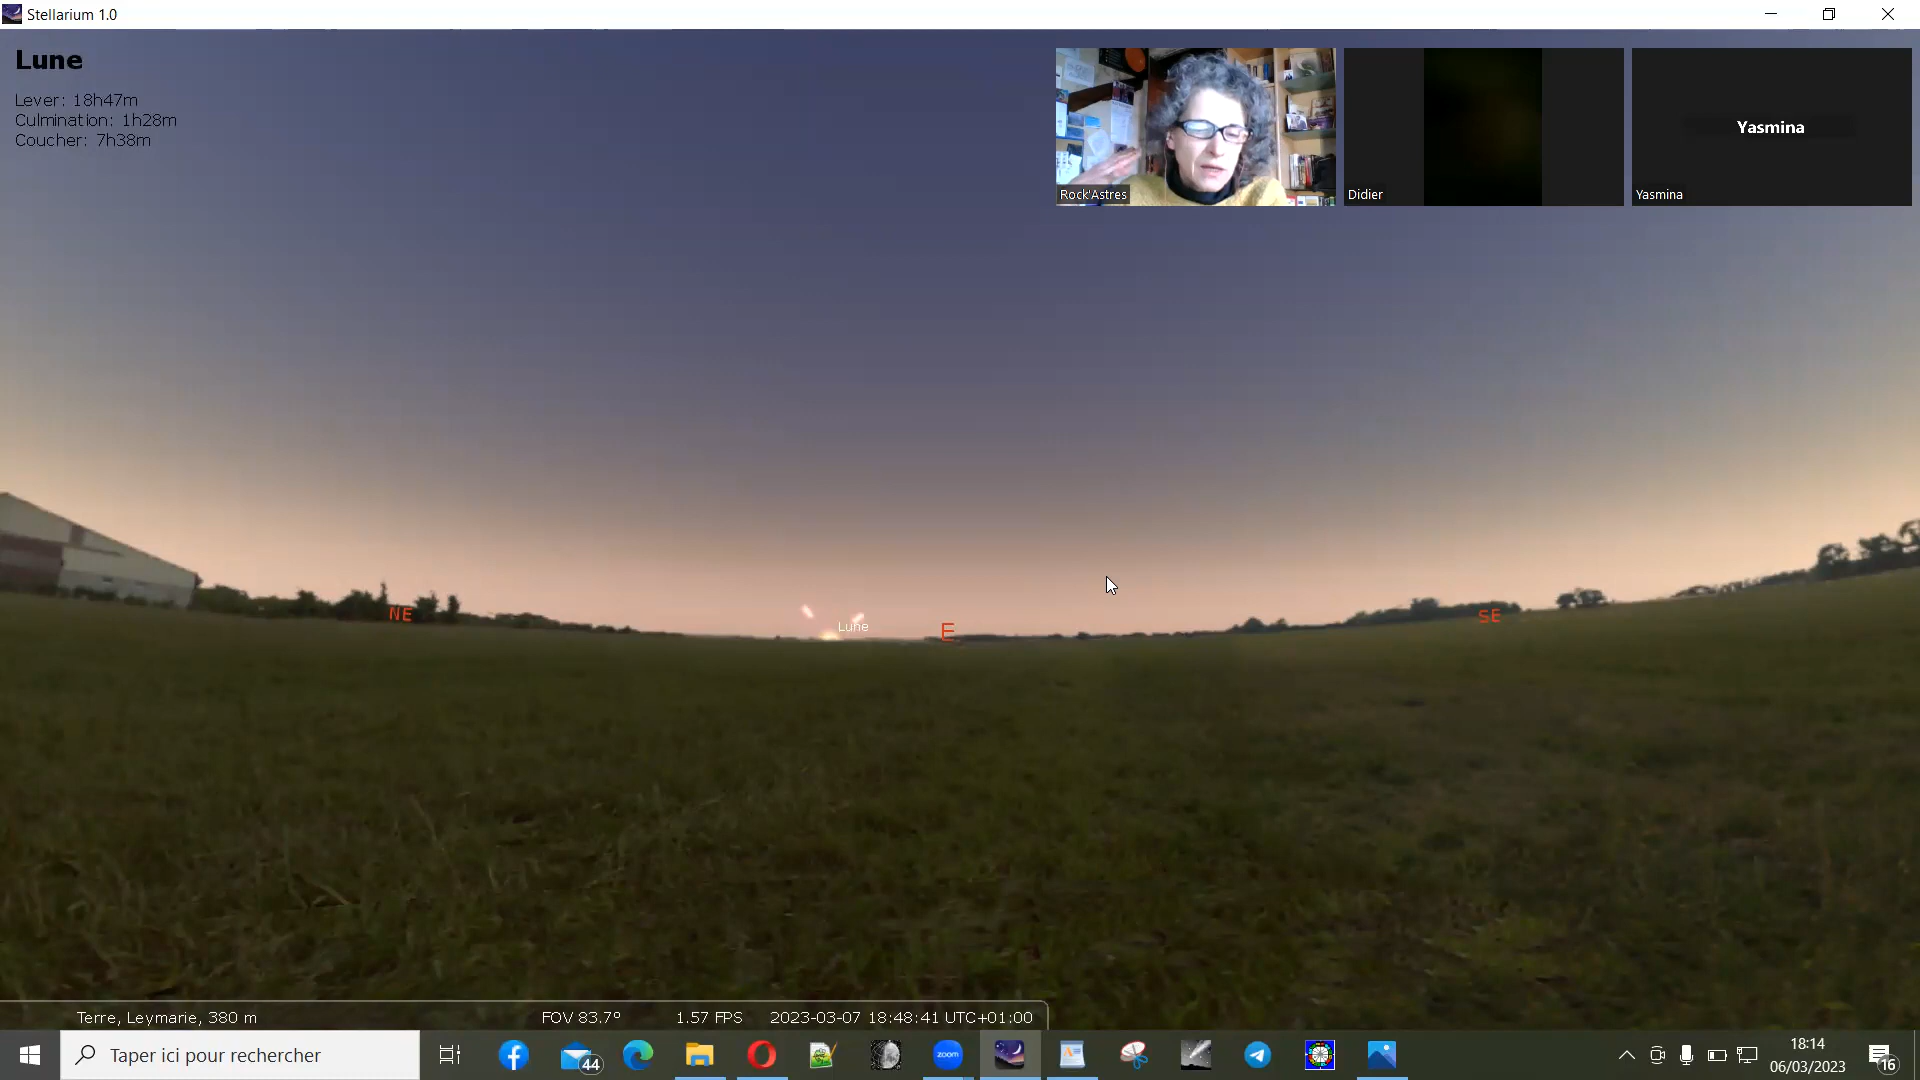 Stellarium 1.0
Lune
Lever: 18h47m
Culmination: 1h28m
Coucher: 7h38m
Rock'Astres
Didier
Yasmina
Yasmina
NE
Lune
E
SE
Terre, Leymarie, 380 m
FOV 83.7°
1.57 FPS
2023-03-07 18:48:41 UTC+01:00
Taper ici pour rechercher
44
zoom
18:14
06/03/2023
16